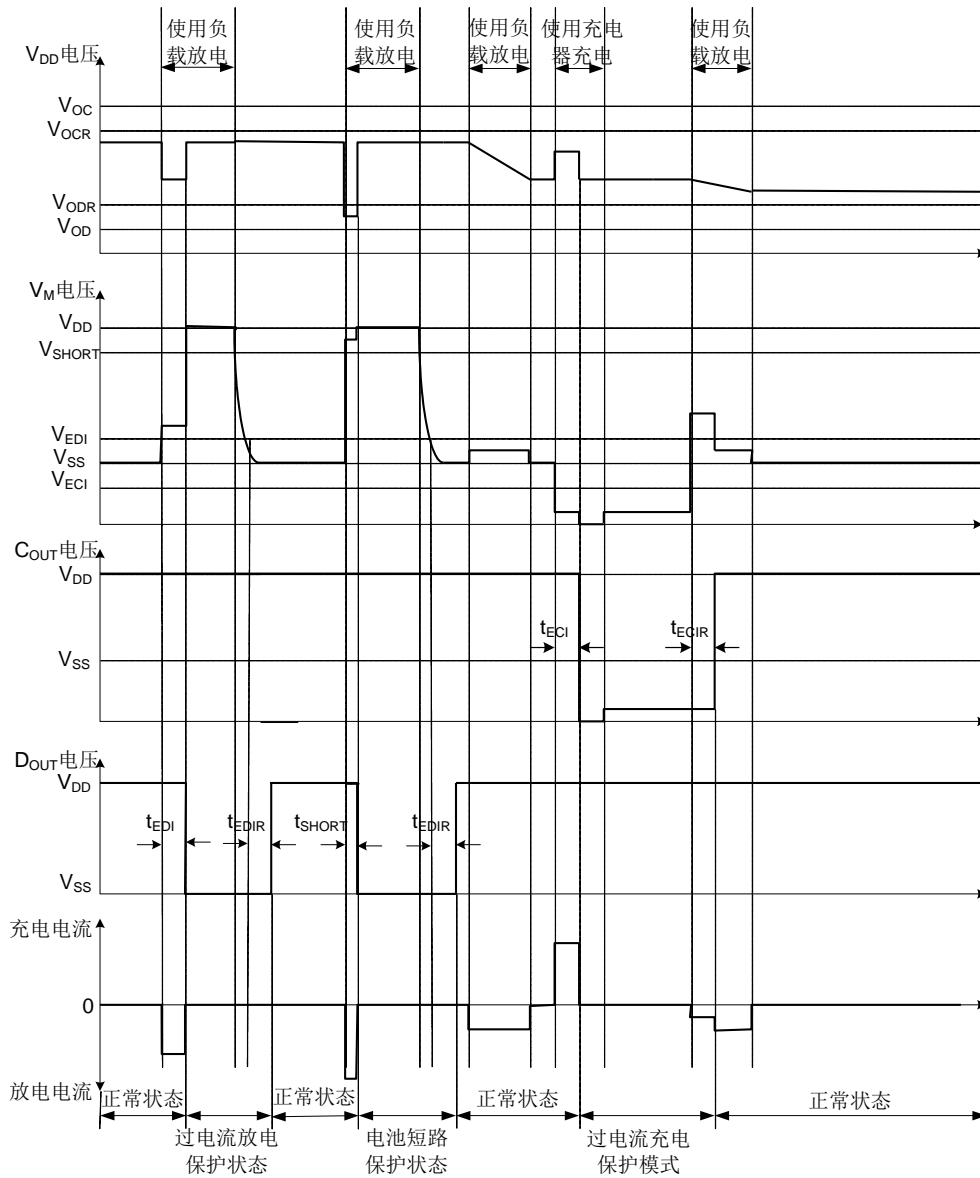 使用负
载放电
使用负
载放电
使用负
载放电
使用充电
器充电
使用负
载放电
VDD电压
VOC
VOCR
VODR
VOD
VM电压
VDD
VSHORT
VEDI
VSS
VECI
COUT电压
VDD
tECI
tECIR
VSS
DOUT电压
VDD
tEDI
tEDIR
tSHORT
tEDIR
VSS
充电电流
0
放电电流
正常状态
正常状态
正常状态
正常状态
过电流放电
保护状态
电池短路
保护状态
过电流充电
保护模式